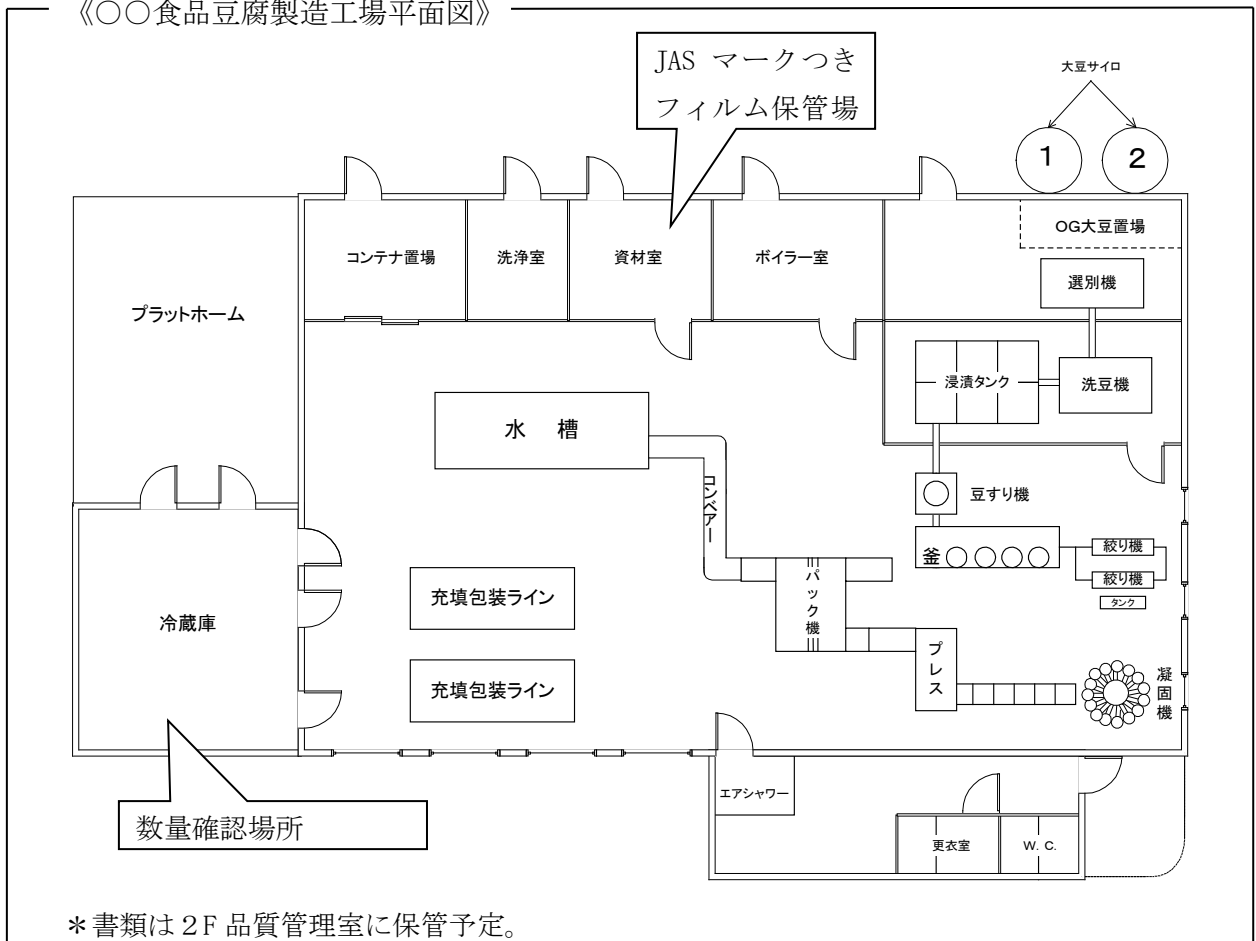 《○○食品豆腐製造工場平面図》
JAS マークつき
フィルム保管場
大豆サイロ
1
2
コンテナ置場
洗浄室
資材室
ボイラー室
OG大豆置場
選別機
プラットホーム
浸漬タンク
洗豆機
水 槽
コンベアー
豆すり機
釜
絞り機
絞り機
タンク
パック機
充填包装ライン
冷蔵庫
プレス
凝固機
充填包装ライン
エアシャワー
数量確認場所
更衣室
W. C.
*書類は2F 品質管理室に保管予定。